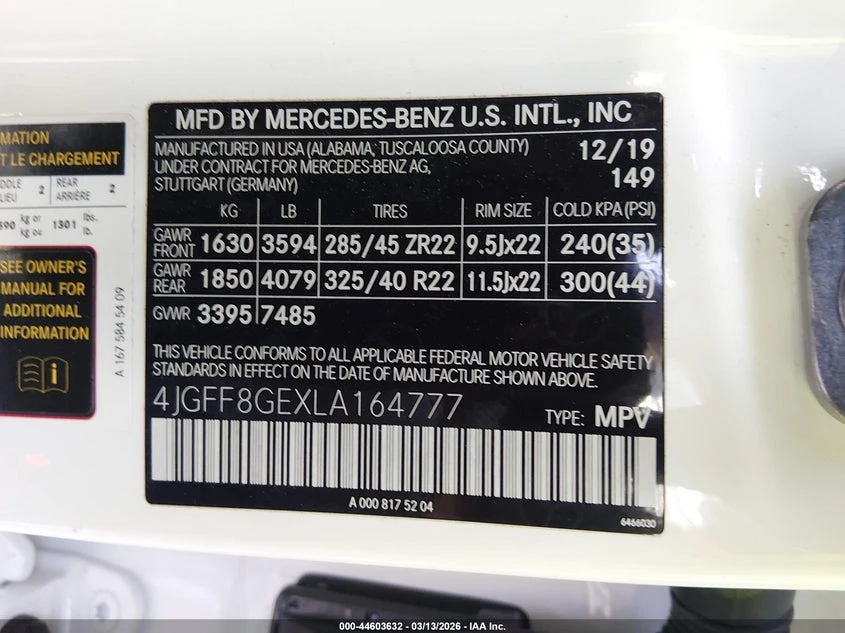 MATION
T LE CHARGEMENT
DDLE 2 REAR 2
LIEU ARRIÈRE
590 kg or 1301 lbs.
kg ou lb.
SEE OWNER'S
MANUAL FOR
ADDITIONAL
INFORMATION
A 167 584 54 09
MFD BY MERCEDES-BENZ U.S. INTL., INC
MANUFACTURED IN USA (ALABAMA, TUSCALOOSA COUNTY) 12/19
UNDER CONTRACT FOR MERCEDES-BENZ AG,
STUTTGART (GERMANY) 149
KG LB TIRES RIM SIZE COLD KPA (PSI)
GAWR FRONT 1630 3594 285/45 ZR22 9.5Jx22 240(35)
GAWR REAR 1850 4079 325/40 R22 11.5Jx22 300(44)
GVWR 3395 7485
THIS VEHICLE CONFORMS TO ALL APPLICABLE FEDERAL MOTOR VEHICLE SAFETY
STANDARDS IN EFFECT ON THE DATE OF MANUFACTURE SHOWN ABOVE.
4JGFF8GEXLA164777 TYPE: MPV
A 000 817 52 04
6466030
000-44603632 - 03/13/2026 - IAA Inc.